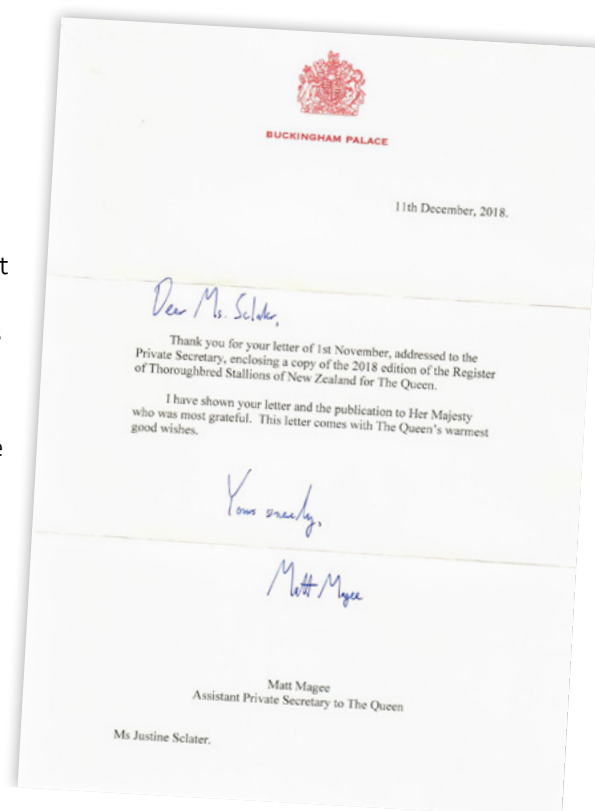 BUCKINGHAM PALACE
11th December, 2018.
t
Dear Ms. Sclater,
Thank you for your letter of 1st November, addressed to the
Private Secretary, enclosing a copy of the 2018 edition of the Register
of Thoroughbred Stallions of New Zealand for The Queen.
I have shown your letter and the publication to Her Majesty
who was most grateful. This letter comes with The Queen's warmest
good wishes.
e
Yours sincerely,
Matt Magee
Matt Magee
Assistant Private Secretary to The Queen
Ms Justine Sclater.